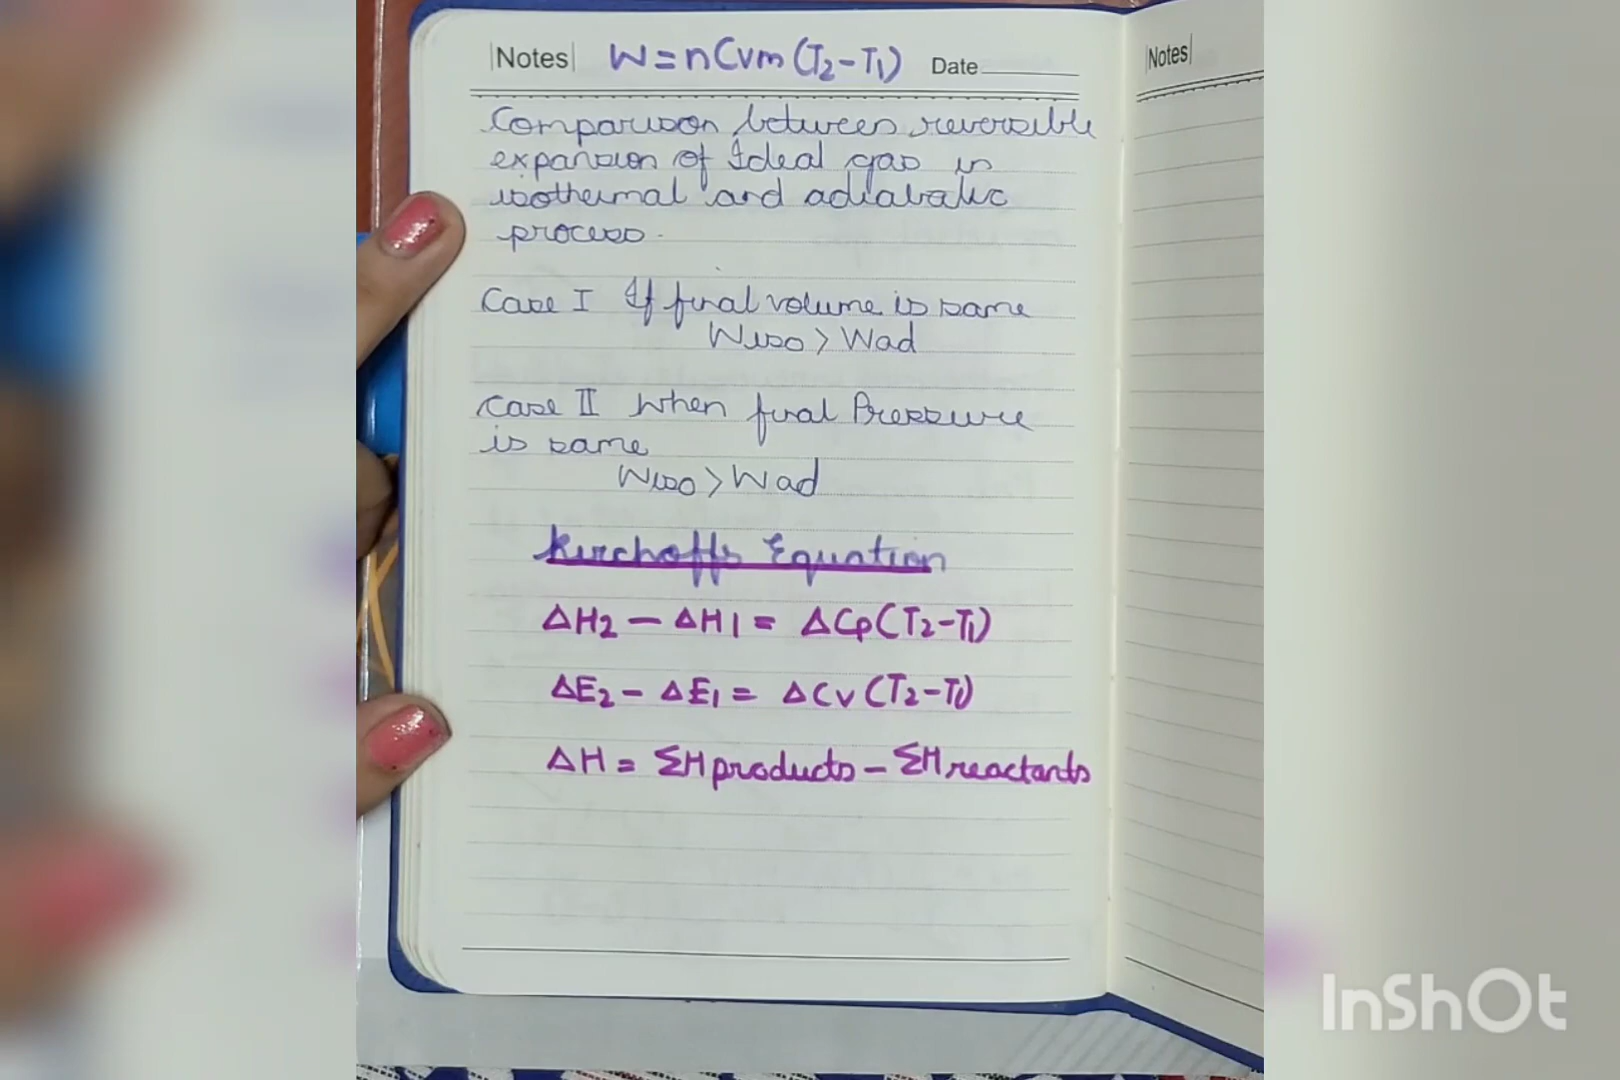 Notes W = nCvm (T2-T1) Date
Comparison between reversible
expansion of Ideal gas in
isothermal and adiabatic
process.
Case I If final volume is same
Wiso > Wad
Case II When final Pressure
is same
Wiso > Wad
Kirchoffs Equation
ΔH2 - ΔH1 = ΔCp (T2-T1)
ΔE2 - ΔE1 = ΔCv (T2-T1)
ΔH = ΣH products - ΣH reactants
Notes
InShOt